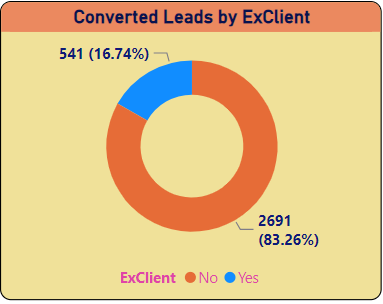 Converted Leads by ExClient
541 (16.74%)
2691
(83.26%)
ExClient No Yes